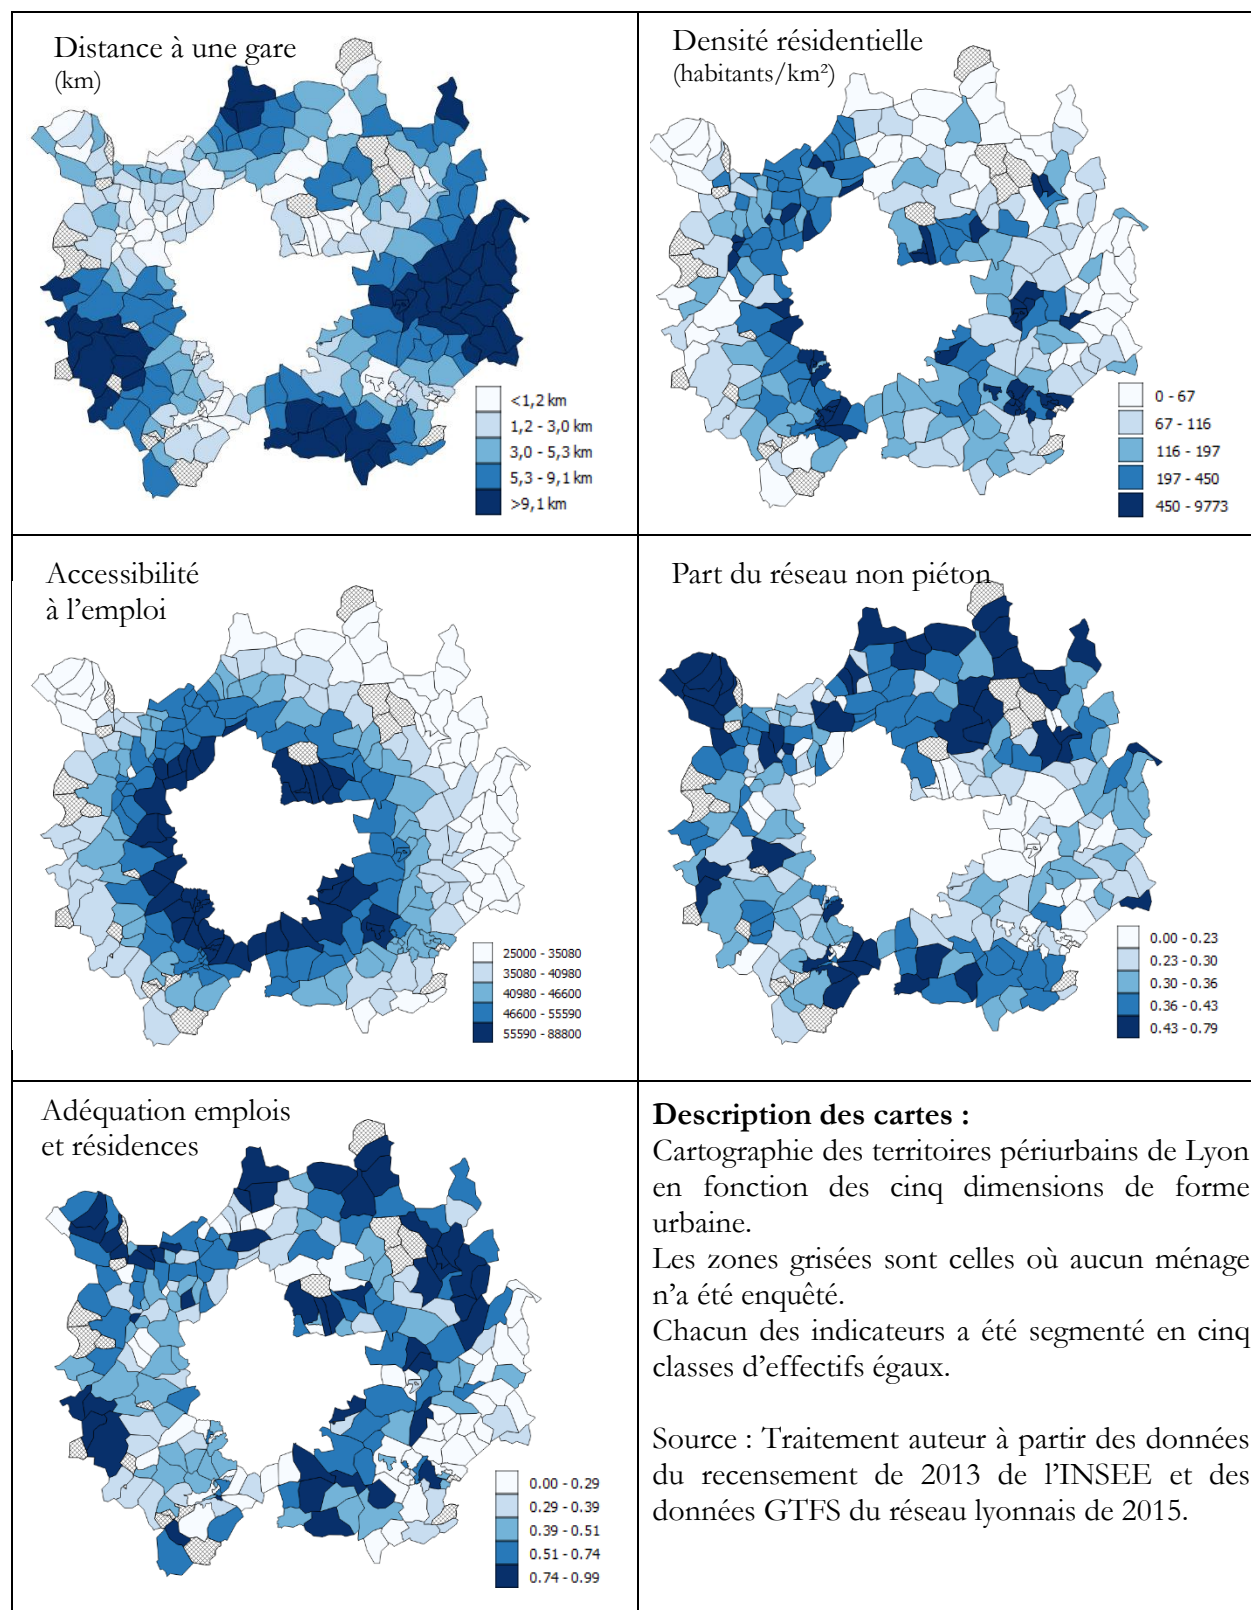 Distance à une gare
(km)
<1,2 km
1,2 - 3,0 km
3,0 - 5,3 km
5,3 - 9,1 km
>9,1 km
Densité résidentielle
(habitants/km²)
0 - 67
67 - 116
116 - 197
197 - 450
450 - 9773
Accessibilité
à l’emploi
25000 - 35080
35080 - 40980
40980 - 46600
46600 - 55590
55590 - 88800
Part du réseau non piéton
0.00 - 0.23
0.23 - 0.30
0.30 - 0.36
0.36 - 0.43
0.43 - 0.79
Adéquation emplois
et résidences
0.00 - 0.29
0.29 - 0.39
0.39 - 0.51
0.51 - 0.74
0.74 - 0.99
Description des cartes :
Cartographie des territoires périurbains de Lyon
en fonction des cinq dimensions de forme
urbaine.
Les zones grisées sont celles où aucun ménage
n’a été enquêté.
Chacun des indicateurs a été segmenté en cinq
classes d’effectifs égaux.
Source : Traitement auteur à partir des données
du recensement de 2013 de l’INSEE et des
données GTFS du réseau lyonnais de 2015.